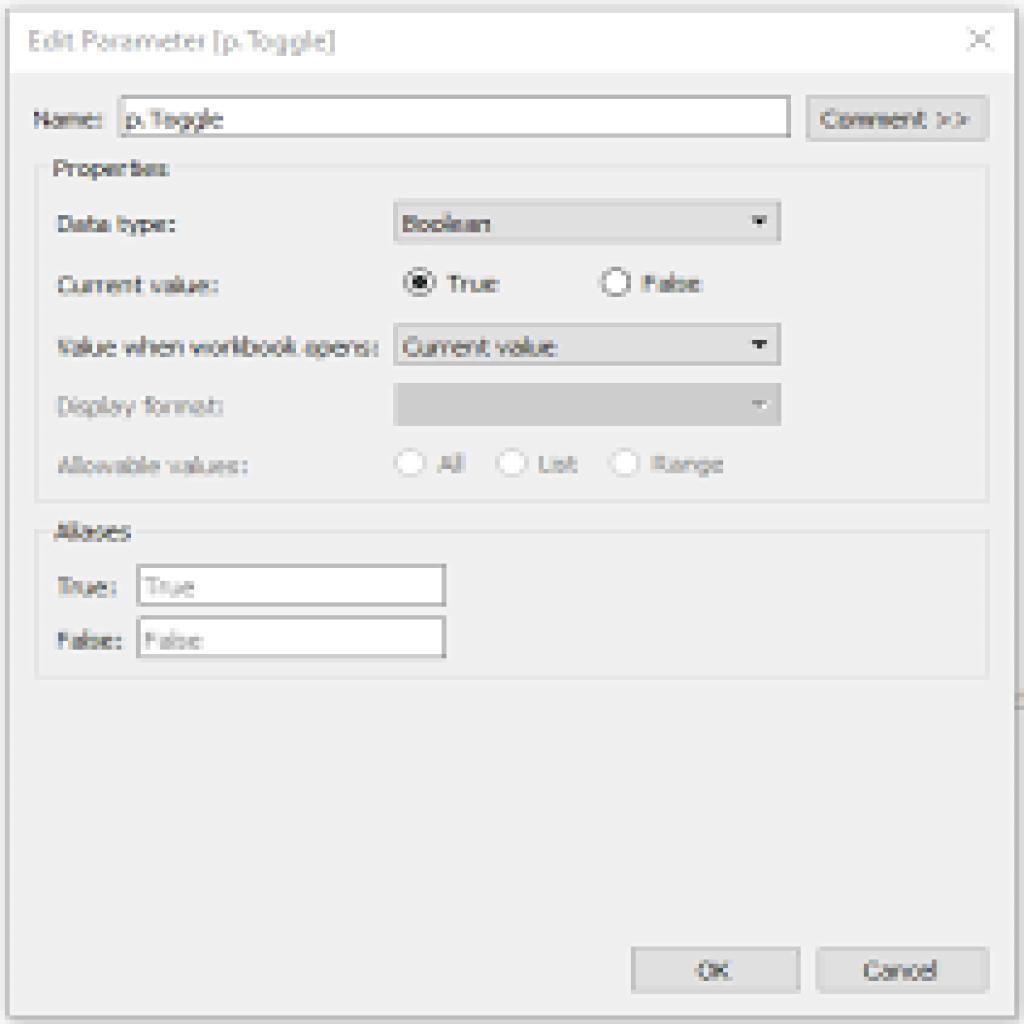 Edit Parameter [p.Toggle]
Name: p.Toggle Comment >>
Properties
Data type: Boolean
Current value: True False
Value when workbook opens: Current value
Display format:
Allowable values: All List Range
Aliases
True: True
False: False
OK Cancel